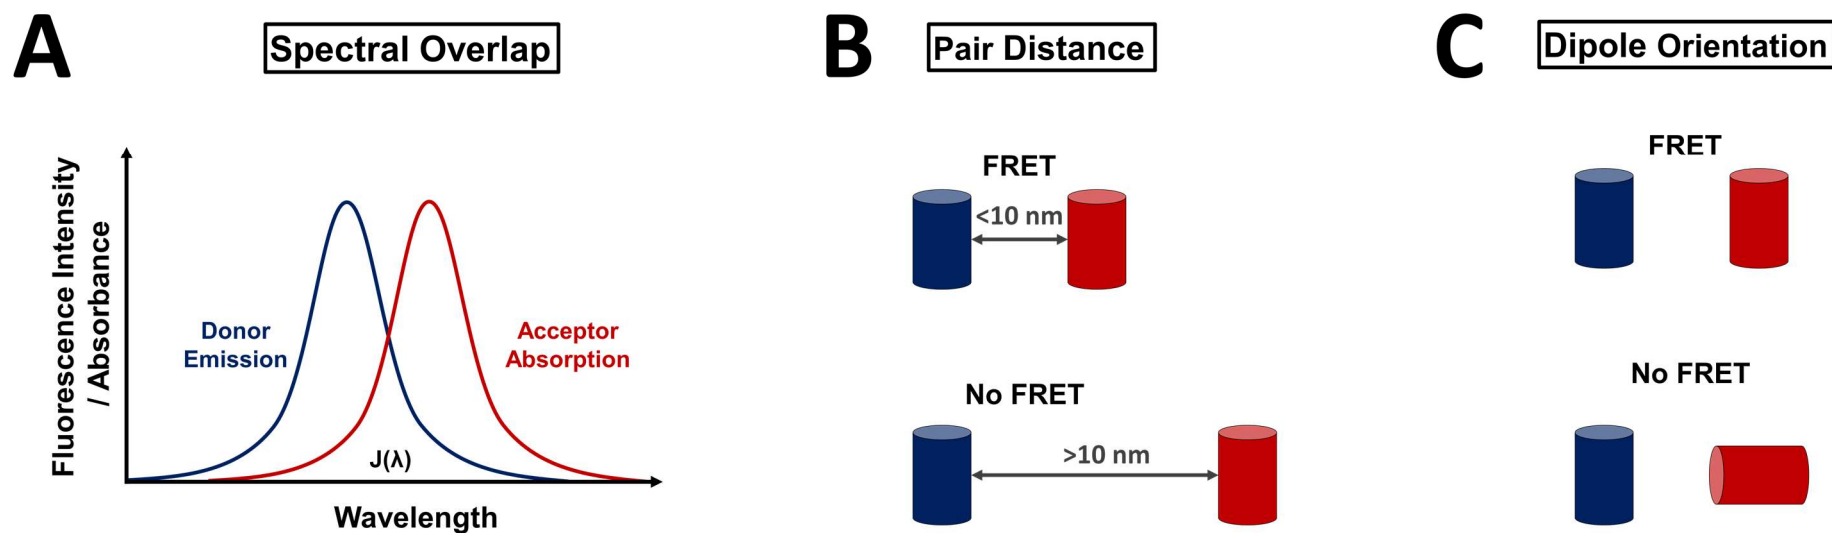 A
Spectral Overlap
Fluorescence Intensity
/ Absorbance
Donor
Emission
Acceptor
Absorption
J(λ)
Wavelength
B
Pair Distance
FRET
<10 nm
No FRET
>10 nm
C
Dipole Orientation
FRET
No FRET